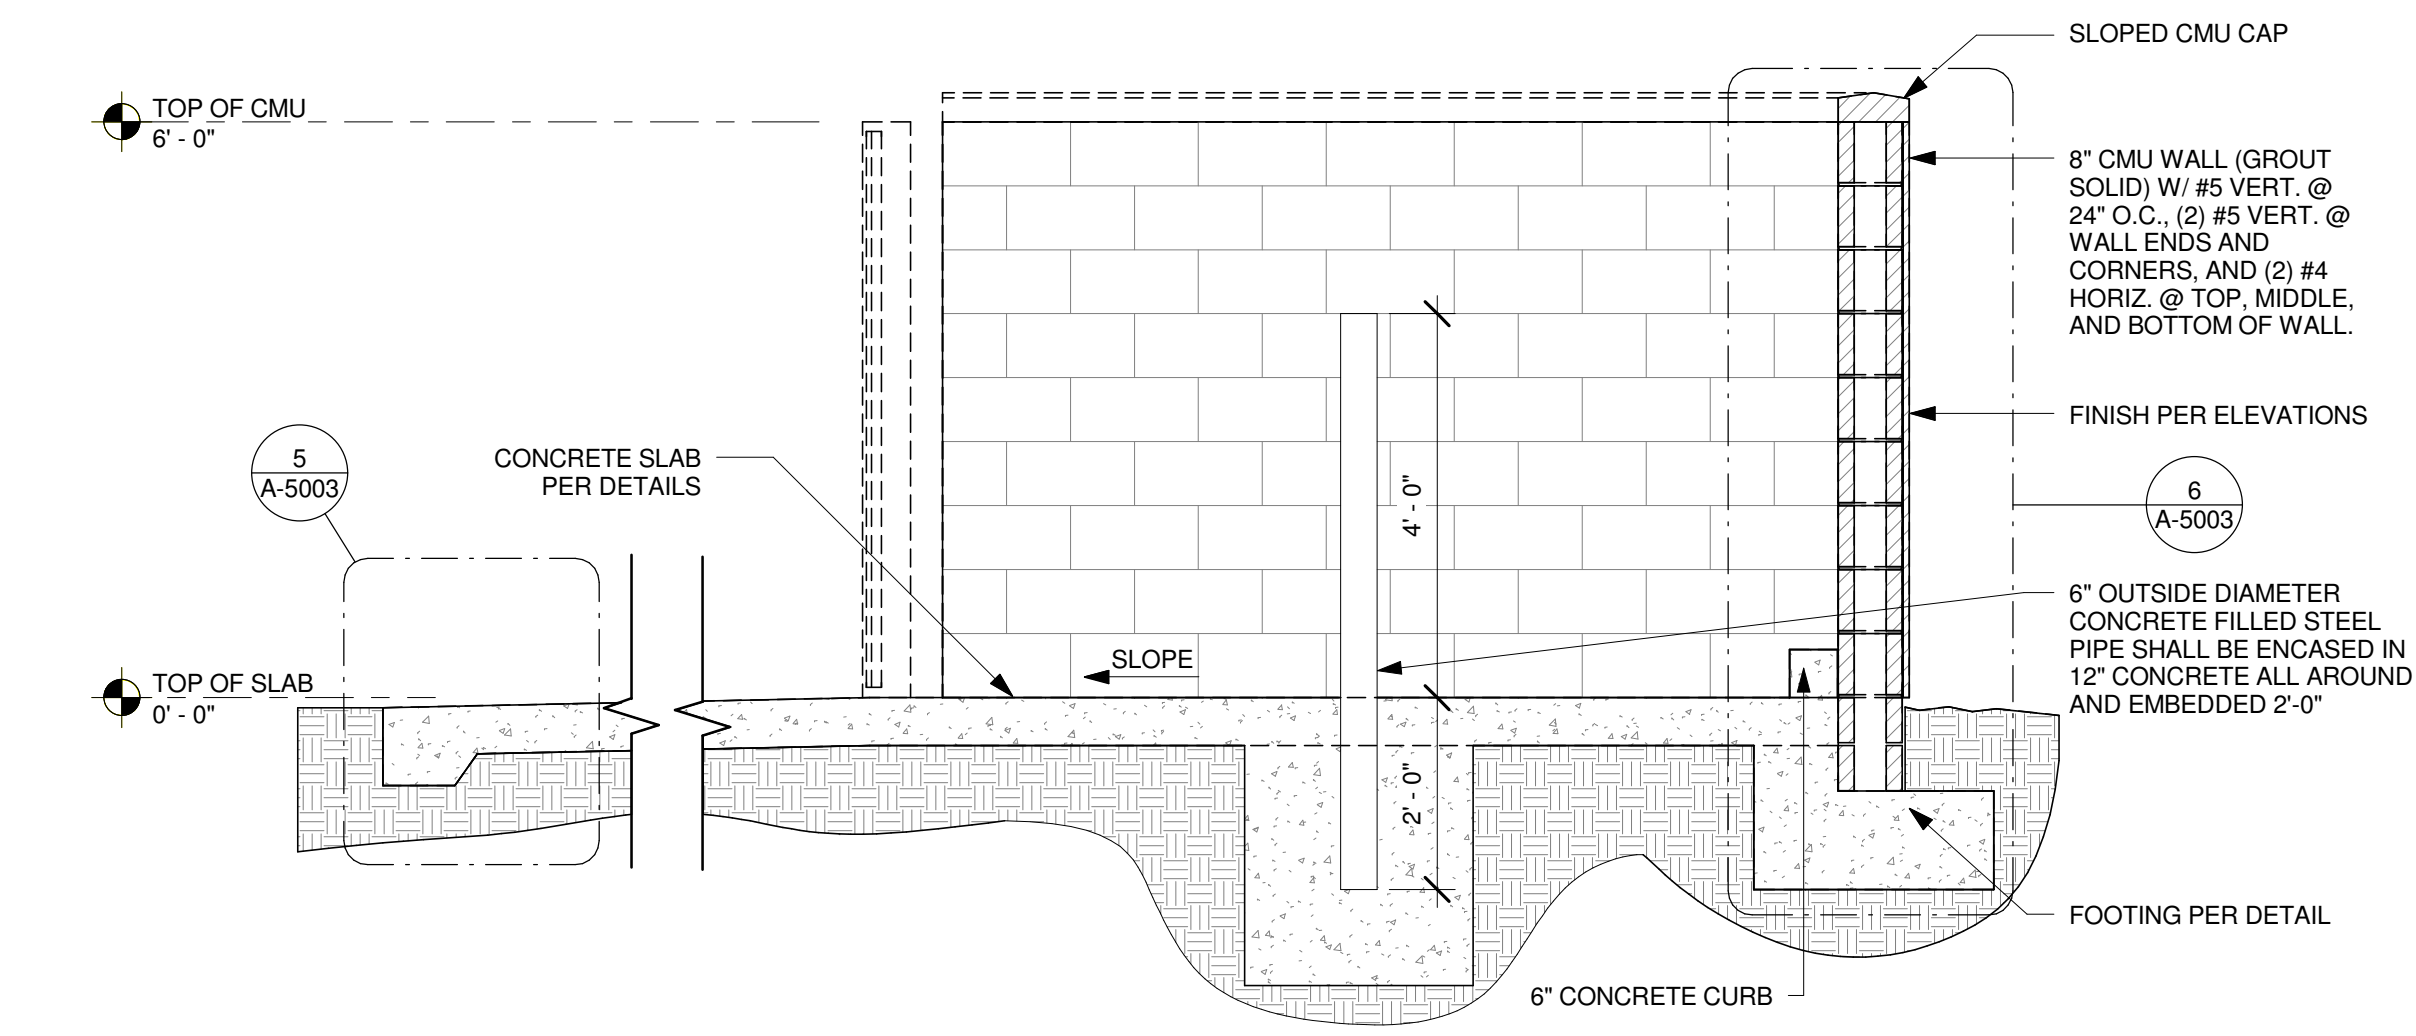 SLOPED CMU CAP
TOP OF CMU
6' - 0"
8" CMU WALL (GROUT
SOLID) W/ #5 VERT. @
24" O.C., (2) #5 VERT. @
WALL ENDS AND
CORNERS, AND (2) #4
HORIZ. @ TOP, MIDDLE,
AND BOTTOM OF WALL.
FINISH PER ELEVATIONS
5
A-5003
CONCRETE SLAB
PER DETAILS
4' - 0"
6
A-5003
6" OUTSIDE DIAMETER
CONCRETE FILLED STEEL
PIPE SHALL BE ENCASED IN
12" CONCRETE ALL AROUND
AND EMBEDDED 2'-0"
SLOPE
TOP OF SLAB
0' - 0"
2' - 0"
FOOTING PER DETAIL
6" CONCRETE CURB